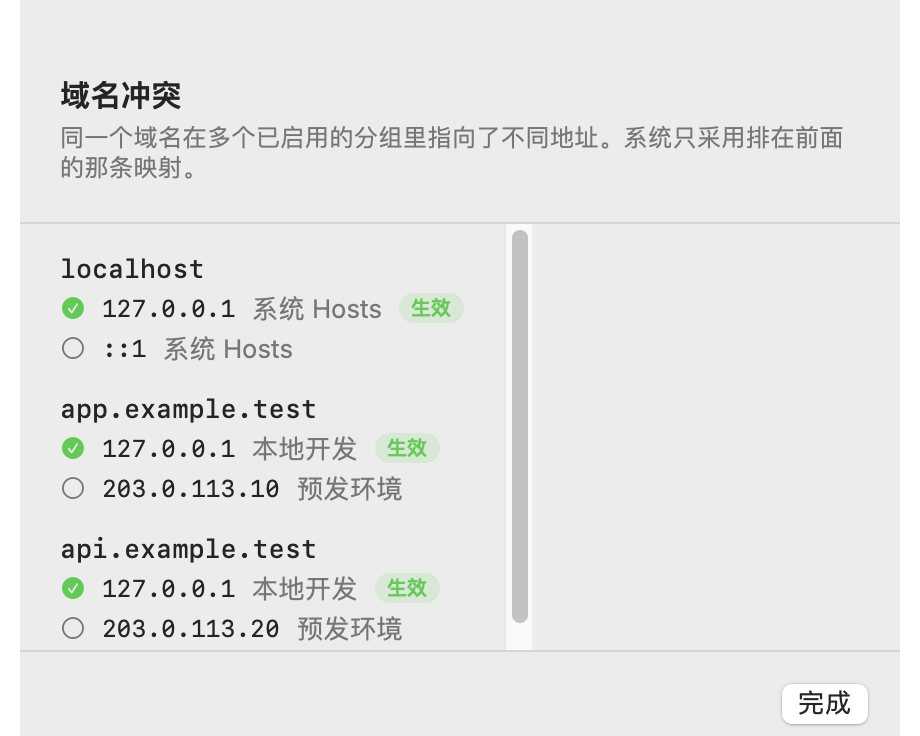 域名冲突
同一个域名在多个已启用的分组里指向了不同地址。系统只采用排在前面
的那条映射。
localhost
127.0.0.1 系统 Hosts 生效
::1 系统 Hosts
app.example.test
127.0.0.1 本地开发 生效
203.0.113.10 预发环境
api.example.test
127.0.0.1 本地开发 生效
203.0.113.20 预发环境
完成